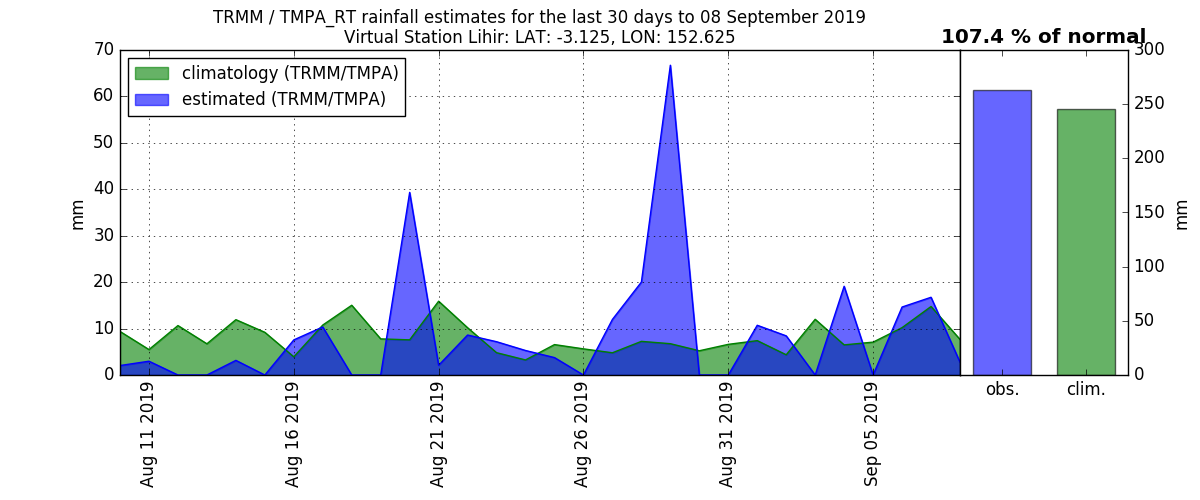 TRMM / TMPA_RT rainfall estimates for the last 30 days to 08 September 2019
Virtual Station Lihir: LAT: -3.125, LON: 152.625
107.4 % of normal
climatology (TRMM/TMPA)
estimated (TRMM/TMPA)
mm
70
60
50
40
30
20
10
0
Aug 11 2019
Aug 16 2019
Aug 21 2019
Aug 26 2019
Aug 31 2019
Sep 05 2019
obs.
clim.
300
250
200
150
100
50
0
mm